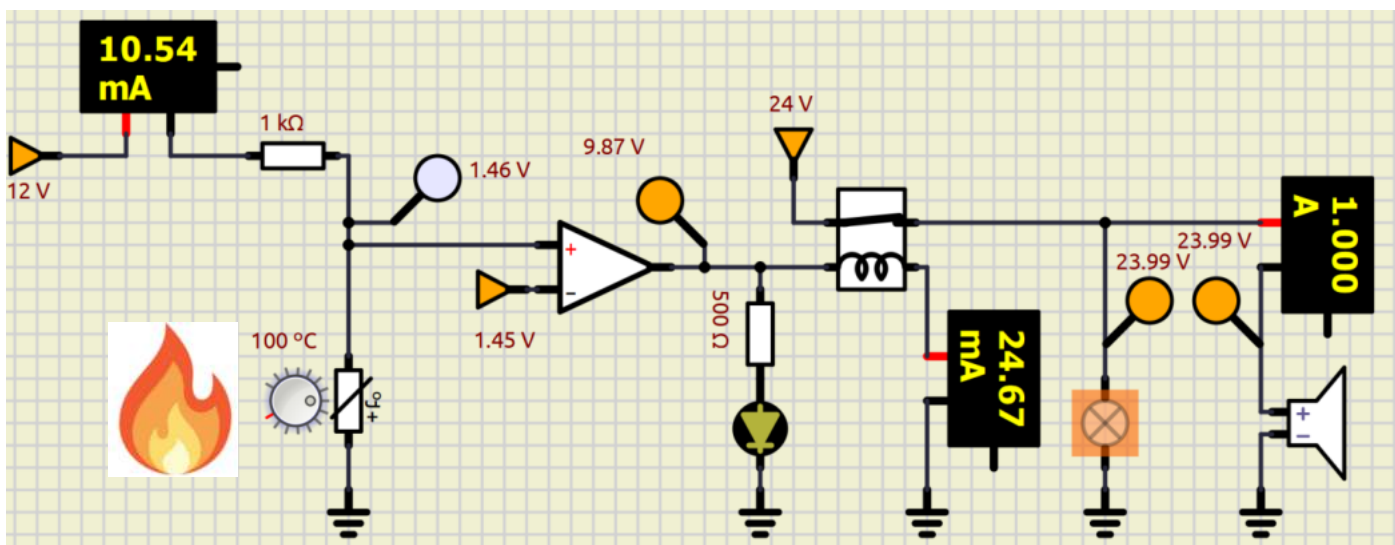 10.54
mA
12 V
1 kΩ
1.46 V
9.87 V
24 V
1.45 V
+
−
100 ºC
+tº
500 Ω
24.67
mA
23.99 V
23.99 V
1.000
A
+
−